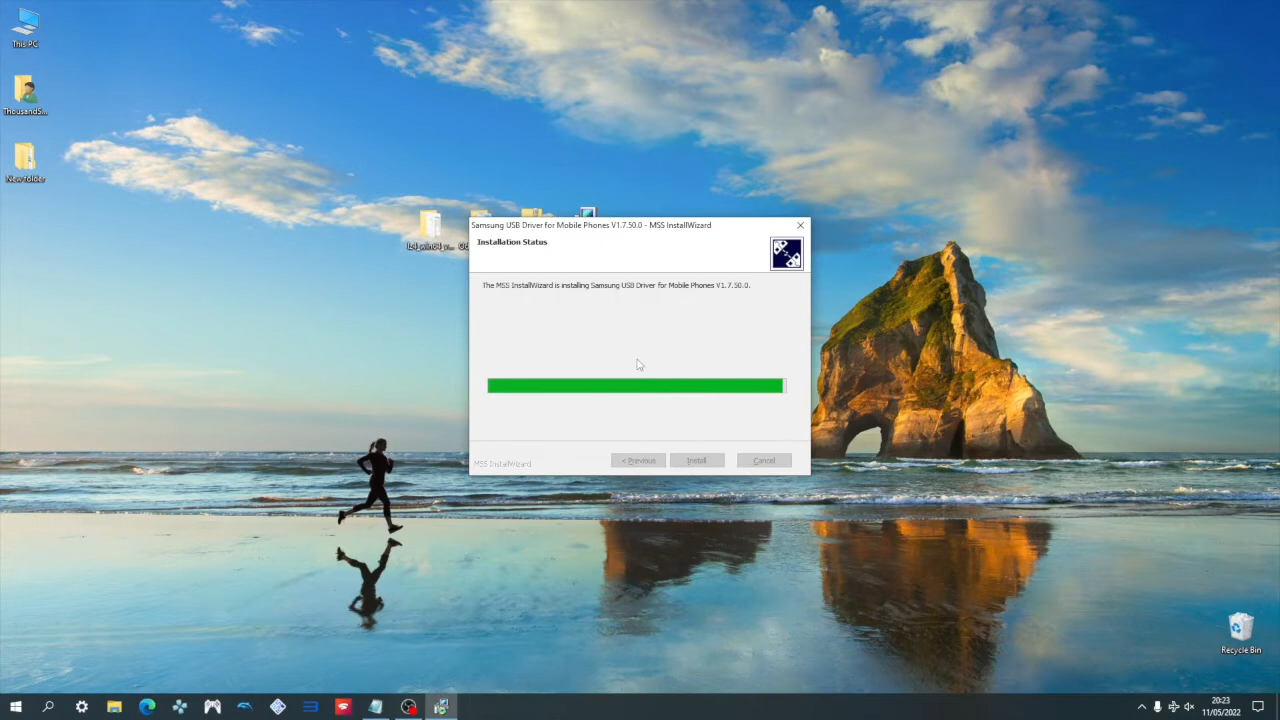 This PC
ThousandS...
New folder
Samsung USB Driver for Mobile Phones V1.7.50.0 - MSS InstallWizard
Installation Status
The MSS InstallWizard is installing Samsung USB Driver for Mobile Phones V1.7.50.0.
MSS InstallWizard
< Previous
Install
Cancel
Recycle Bin
20:23
11/05/2022